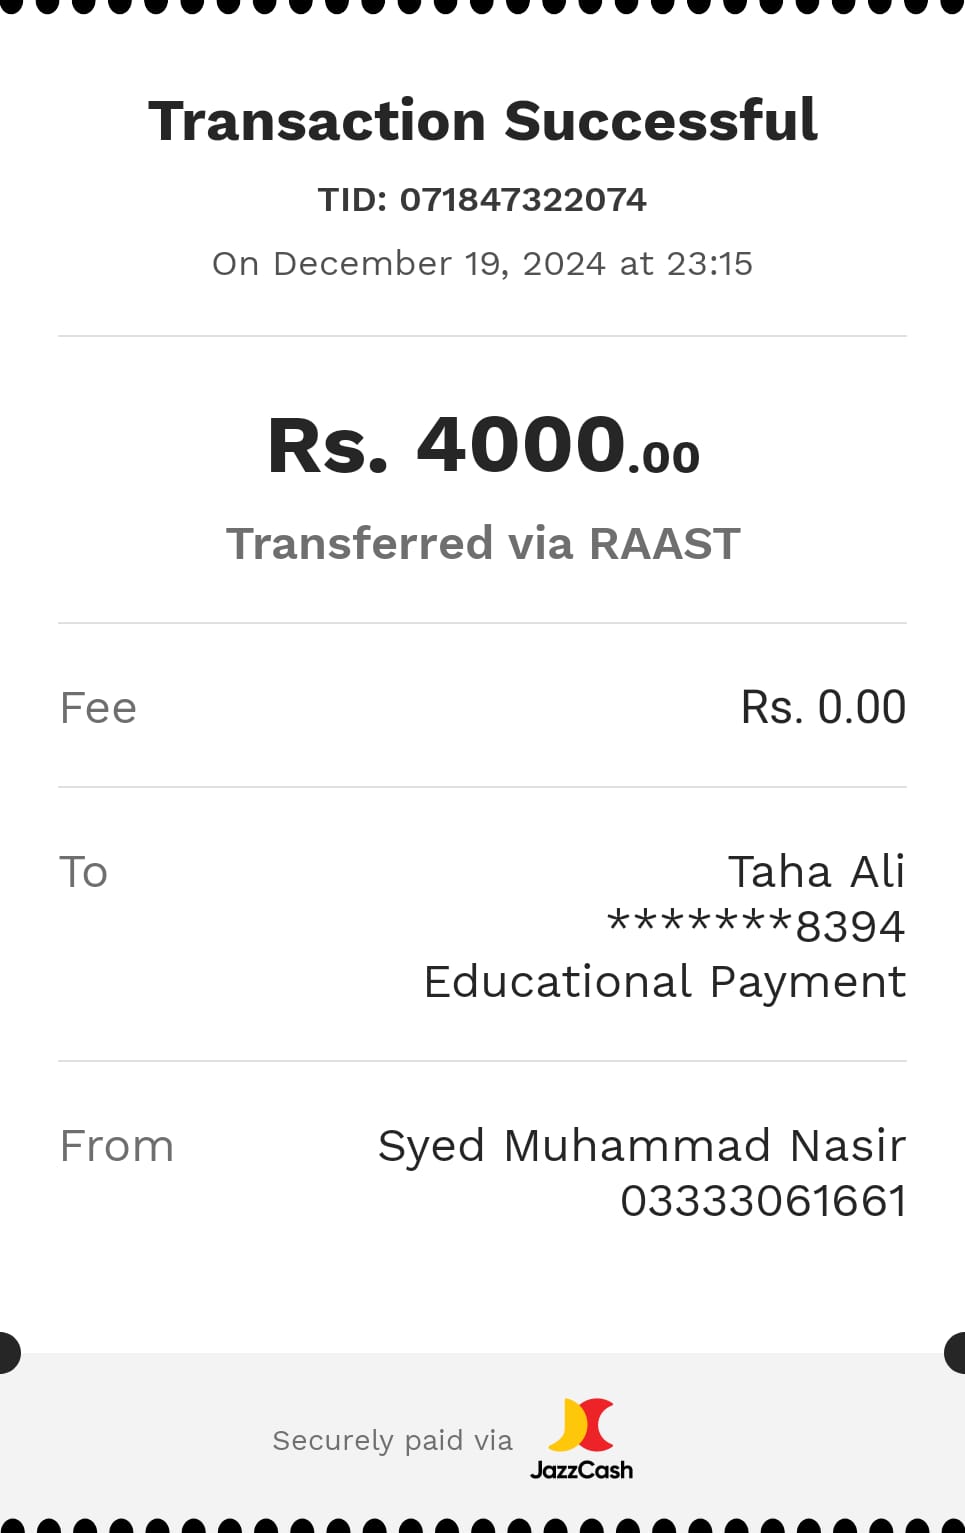 Transaction Successful
TID: 071847322074
On December 19, 2024 at 23:15
Rs. 4000.00
Transferred via RAAST
Fee Rs. 0.00
To Taha Ali
*******8394
Educational Payment
From Syed Muhammad Nasir
03333061661
Securely paid via JazzCash